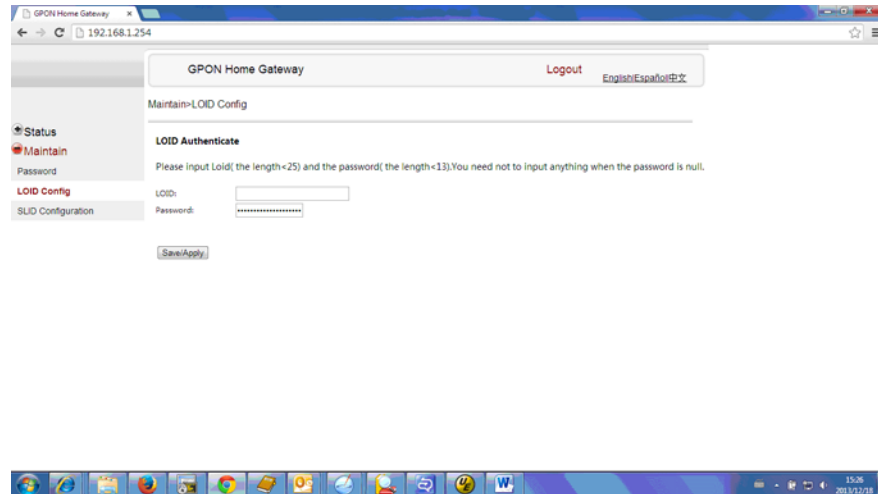 GPON Home Gateway
192.168.1.254
GPON Home Gateway
Logout
English|Español|中文
Maintain>LOID Config
Status
Maintain
Password
LOID Config
SLID Configuration
LOID Authenticate
Please input Loid( the length<25) and the password( the length<13).You need not to input anything when the password is null.
LOID:
Password:
Save/Apply
15:26
2013/12/18